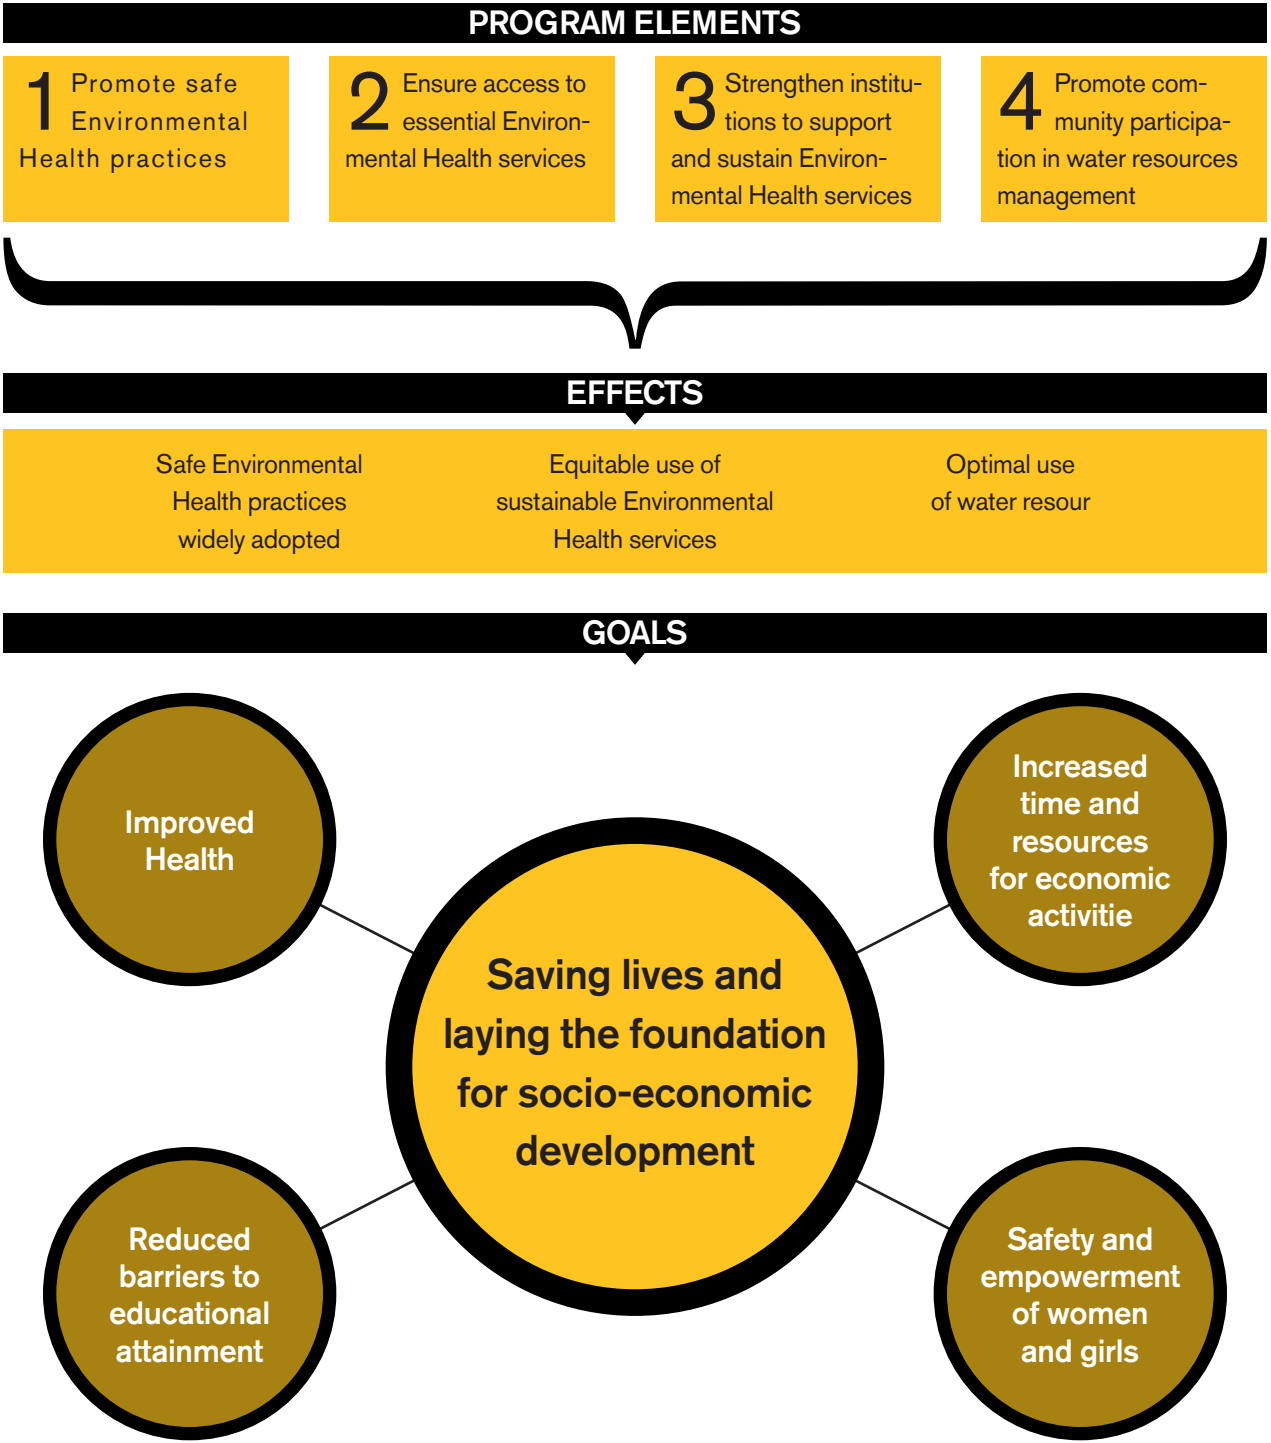 PROGRAM ELEMENTS
1 Promote safe
Environmental
Health practices
2 Ensure access to
essential Environ-
mental Health services
3 Strengthen institu-
tions to support
and sustain Environ-
mental Health services
4 Promote com-
munity participa-
tion in water resources
management
EFFECTS
Safe Environmental
Health practices
widely adopted
Equitable use of
sustainable Environmental
Health services
Optimal use
of water resour
GOALS
Improved
Health
Increased
time and
resources
for economic
activitie
Saving lives and
laying the foundation
for socio-economic
development
Reduced
barriers to
educational
attainment
Safety and
empowerment
of women
and girls